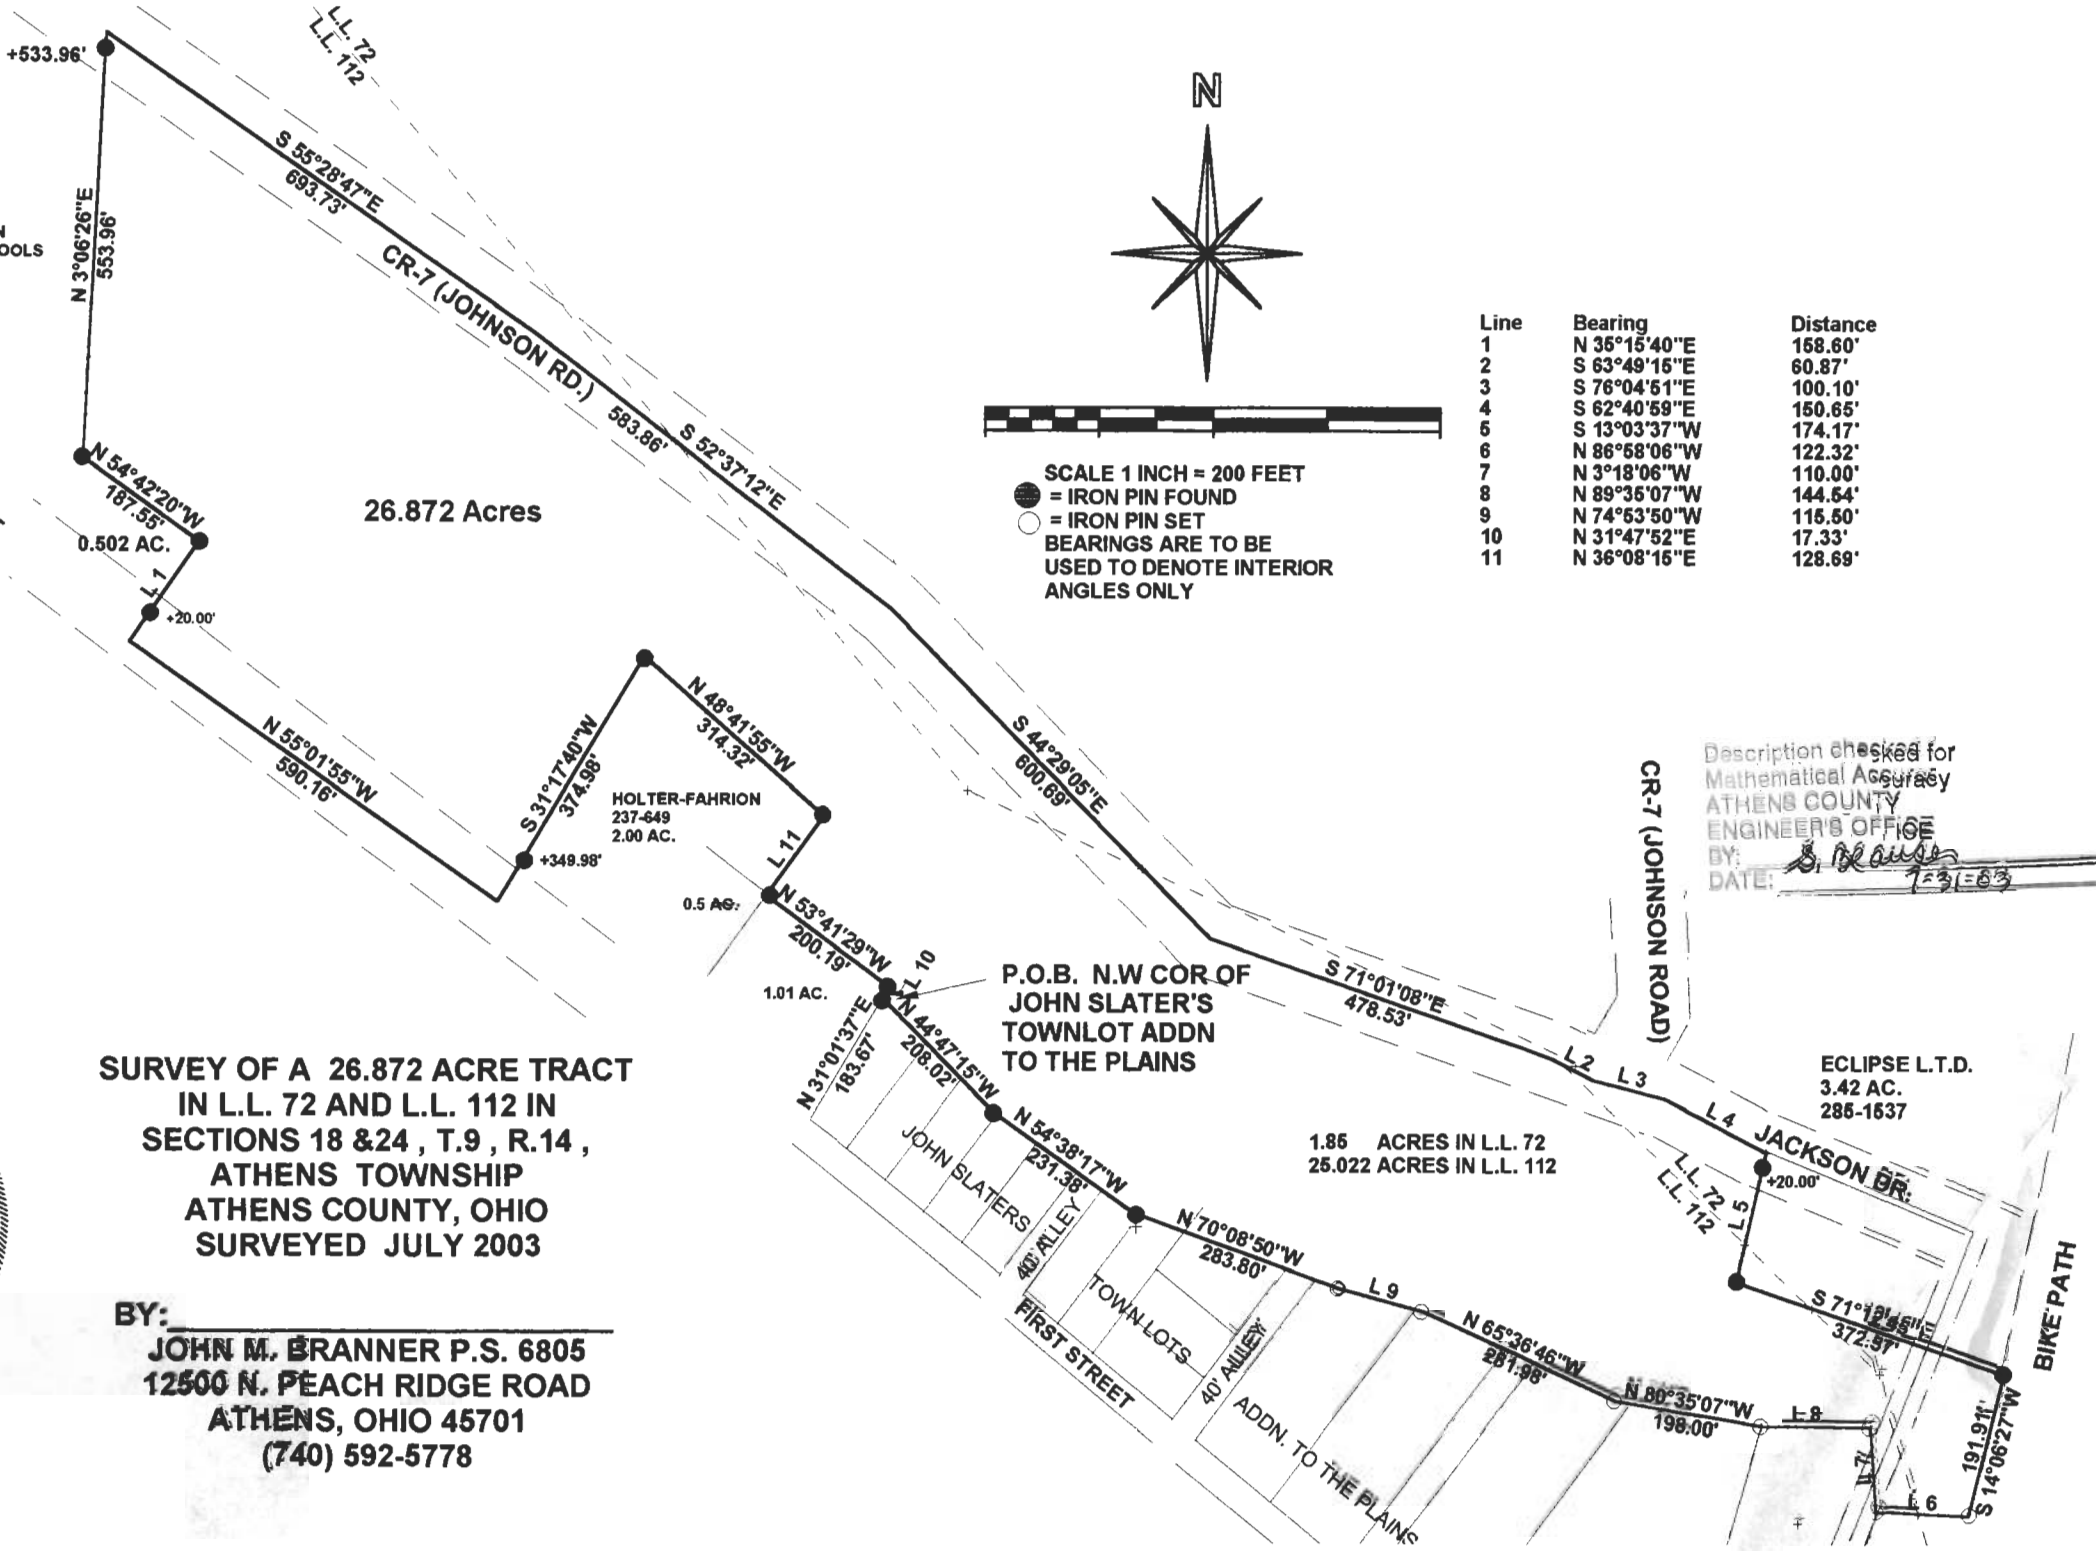 L.L. 72
L.L. 112
+533.96'
N
S 55°28'47"E
693.73'
N 3°06'26"E
553.96'
OOLS
CR-7 (JOHNSON RD.)
583.86'
S 52°37'12"E
Line Bearing Distance
1 N 35°15'40"E 158.60'
2 S 63°49'15"E 60.87'
3 S 76°04'51"E 100.10'
4 S 62°40'59"E 150.65'
5 S 13°03'37"W 174.17'
6 N 86°58'06"W 122.32'
7 N 3°18'06"W 110.00'
8 N 89°35'07"W 144.54'
9 N 74°53'50"W 115.50'
10 N 31°47'52"E 17.33'
11 N 36°08'15"E 128.69'
SCALE 1 INCH = 200 FEET
= IRON PIN FOUND
= IRON PIN SET
BEARINGS ARE TO BE
USED TO DENOTE INTERIOR
ANGLES ONLY
N 54°42'20"W
187.55'
0.502 AC.
26.872 Acres
L 1
+20.00'
N 55°01'55"W
590.16'
S 31°17'40"W
374.98'
+349.98'
N 48°41'55"W
314.32'
HOLTER-FAHRION
237-649
2.00 AC.
L 11
0.5 AC.
N 53°41'29"W
200.19'
L 10
1.01 AC.
N 31°01'37"E
183.67'
N 44°47'15"W
208.02'
P.O.B. N.W COR OF
JOHN SLATER'S
TOWNLOT ADDN
TO THE PLAINS
S 44°29'05"E
600.69'
S 71°01'08"E
478.53'
CR-7 (JOHNSON ROAD)
Description checked for
Mathematical Accuracy
ATHENS COUNTY
ENGINEER'S OFFICE
BY:
DATE: 7-31-03
L 2
L 3
L 4
JACKSON DR.
ECLIPSE L.T.D.
3.42 AC.
285-1537
L.L. 72
L.L. 112
+20.00'
L 5
1.85 ACRES IN L.L. 72
25.022 ACRES IN L.L. 112
N 54°38'17"W
231.38'
JOHN SLATERS
40' ALLEY
TOWN LOTS
FIRST STREET
N 70°08'50"W
283.80'
L 9
40' ALLEY
ADDN. TO THE PLAINS
N 65°36'46"W
281.98'
N 80°35'07"W
198.00'
L 8
L 7
L 6
372.97'
191.91'
S 14°06'27"W
BIKE PATH
SURVEY OF A 26.872 ACRE TRACT
IN L.L. 72 AND L.L. 112 IN
SECTIONS 18 &24 , T.9 , R.14 ,
ATHENS TOWNSHIP
ATHENS COUNTY, OHIO
SURVEYED JULY 2003
BY:
JOHN M. BRANNER P.S. 6805
12500 N. PEACH RIDGE ROAD
ATHENS, OHIO 45701
(740) 592-5778